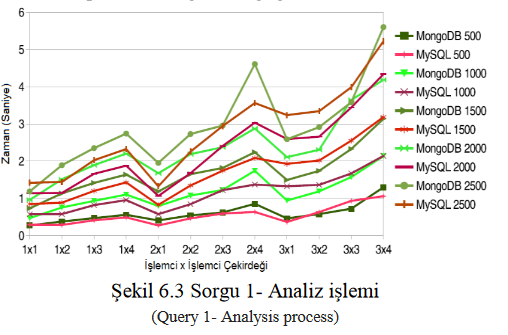 6
5
4
3
2
1
0
Zaman (Saniye)
1x1 1x2 1x3 1x4 2x1 2x2 2x3 2x4 3x1 3x2 3x3 3x4
İşlemci x İşlemci Çekirdeği
MongoDB 500
MySQL 500
MongoDB 1000
MySQL 1000
MongoDB 1500
MySQL 1500
MongoDB 2000
MySQL 2000
MongoDB 2500
MySQL 2500
Şekil 6.3 Sorgu 1- Analiz işlemi
(Query 1- Analysis process)